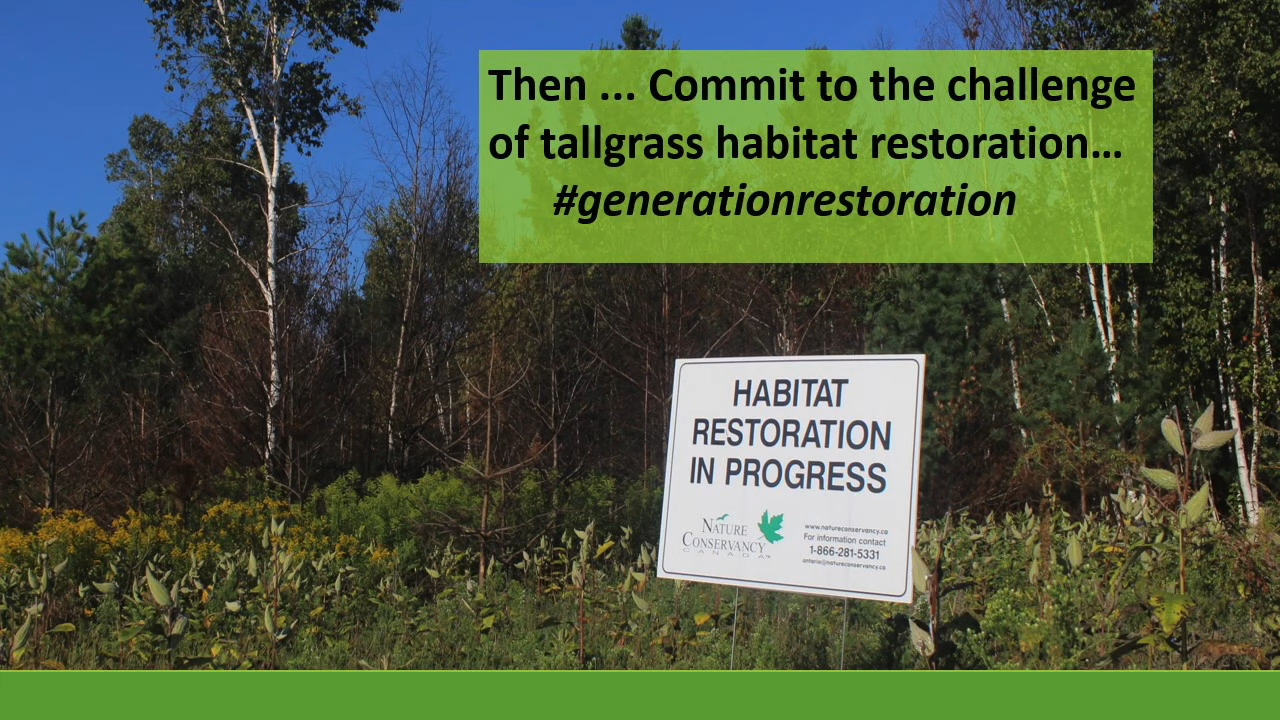 Then ... Commit to the challenge
of tallgrass habitat restoration…
#generationrestoration
HABITAT
RESTORATION
IN PROGRESS
NATURE
CONSERVANCY
CANADA
www.natureconservancy.ca
For information contact
1-866-281-5331
ontario@natureconservancy.ca